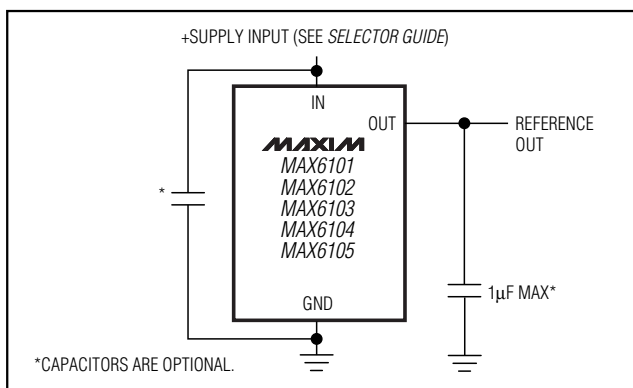 +SUPPLY INPUT (SEE SELECTOR GUIDE)
IN
OUT
REFERENCE
OUT
MAXIM
MAX6101
MAX6102
MAX6103
MAX6104
MAX6105
*
1µF MAX*
GND
*CAPACITORS ARE OPTIONAL.